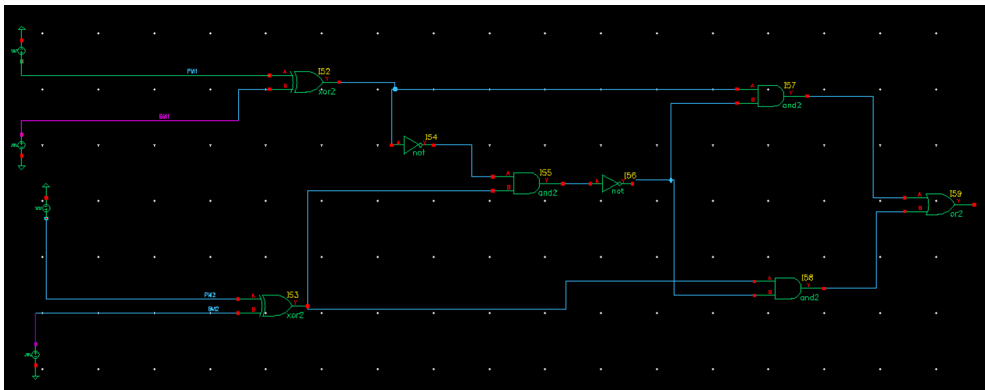 I52
PW1
A
B
Y
xor2
BW1
I57
A
B
Y
and2
I54
A
not
I55
A
B
Y
and2
I56
A
Y
not
I59
A
B
Y
or2
I58
B
Y
and2
I53
PW2
A
BW2
B
Y
xor2